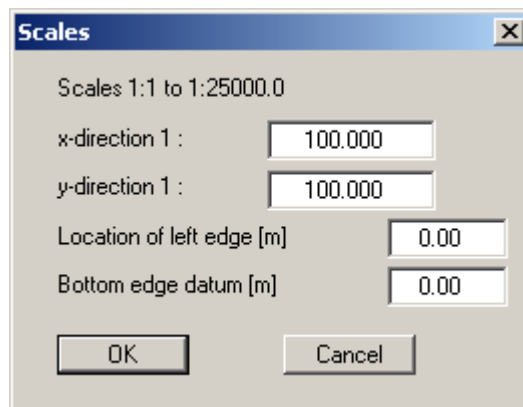 Scales
Scales 1:1 to 1:25000.0
x-direction 1 : 100.000
y-direction 1 : 100.000
Location of left edge [m] 0.00
Bottom edge datum [m] 0.00
OK Cancel